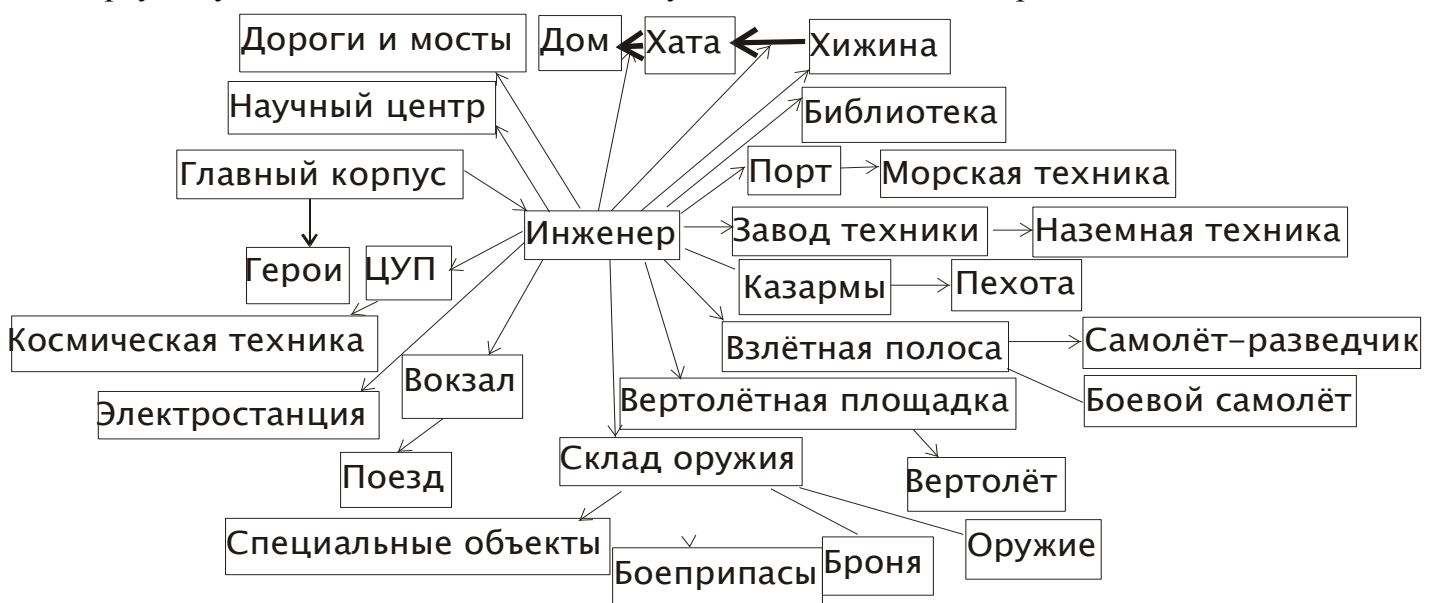 Дороги и мосты
Дом
Хата
Хижина
Научный центр
Библиотека
Главный корпус
Порт
Морская техника
Инженер
Завод техники
Наземная техника
Герои
ЦУП
Казармы
Пехота
Космическая техника
Взлётная полоса
Самолёт-разведчик
Вокзал
Вертолётная площадка
Боевой самолёт
Электростанция
Склад оружия
Поезд
Вертолёт
Специальные объекты
Боеприпасы
Броня
Оружие